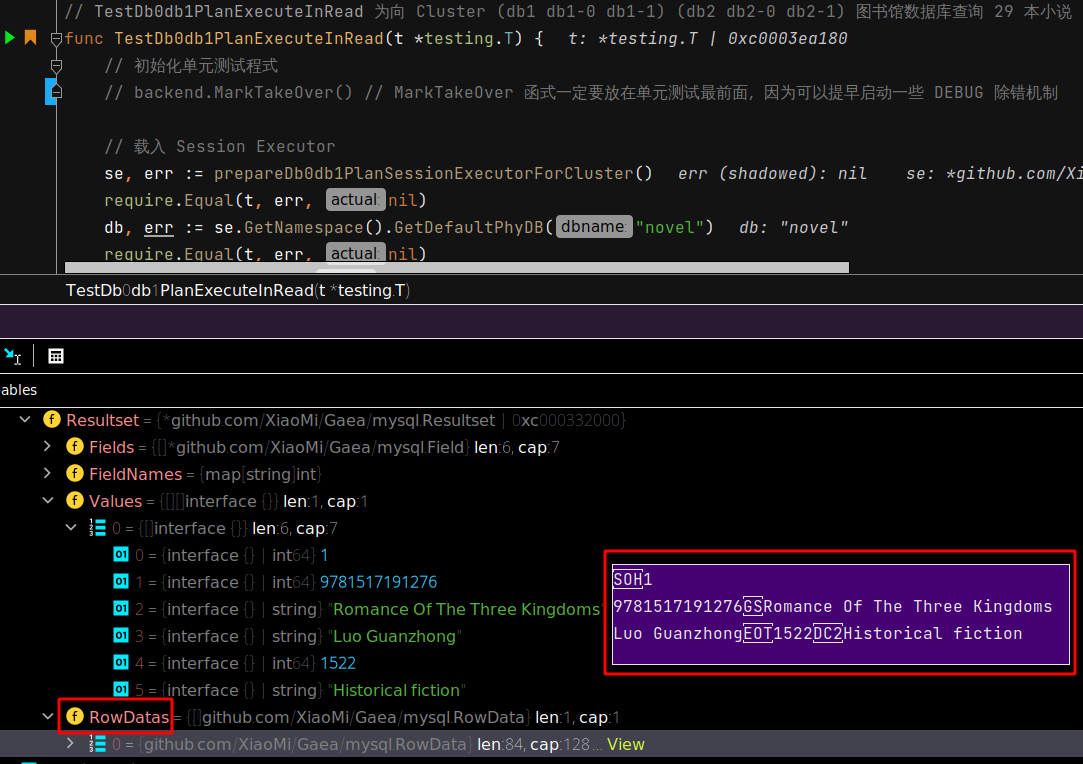 // TestDb0db1PlanExecuteInRead 为向 Cluster (db1 db1-0 db1-1) (db2 db2-0 db2-1) 图书馆数据库查询 29 本小说
func TestDb0db1PlanExecuteInRead(t *testing.T) { t: *testing.T | 0xc0003ea180
// 初始化单元测试程式
// backend.MarkTakeOver() // MarkTakeOver 函式一定要放在单元测试最前面, 因为可以提早启动一些 DEBUG 除错机制
// 载入 Session Executor
se, err := prepareDb0db1PlanSessionExecutorForCluster() err (shadowed): nil se: *github.com/Xi
require.Equal(t, err, actual: nil)
db, err := se.GetNamespace().GetDefaultPhyDB( dbname: "novel") db: "novel"
require.Equal(t, err, actual: nil)
TestDb0db1PlanExecuteInRead(t *testing.T)
ables
Resultset = {*github.com/XiaoMi/Gaea/mysql.Resultset | 0xc000332000}
Fields = {[]*github.com/XiaoMi/Gaea/mysql.Field} len:6, cap:7
FieldNames = {map[string]int}
Values = {[][]interface {}} len:1, cap:1
0 = {[]interface {}} len:6, cap:7
0 = {interface {} | int64} 1
1 = {interface {} | int64} 9781517191276
2 = {interface {} | string} "Romance Of The Three Kingdoms"
3 = {interface {} | string} "Luo Guanzhong"
4 = {interface {} | int64} 1522
5 = {interface {} | string} "Historical fiction"
SOH1
9781517191276GSRomance Of The Three Kingdoms
Luo GuanzhongEOT1522DC2Historical fiction
RowDatas = {[]github.com/XiaoMi/Gaea/mysql.RowData} len:1, cap:1
0 = {github.com/XiaoMi/Gaea/mysql.RowData} len:84, cap:128 ... View